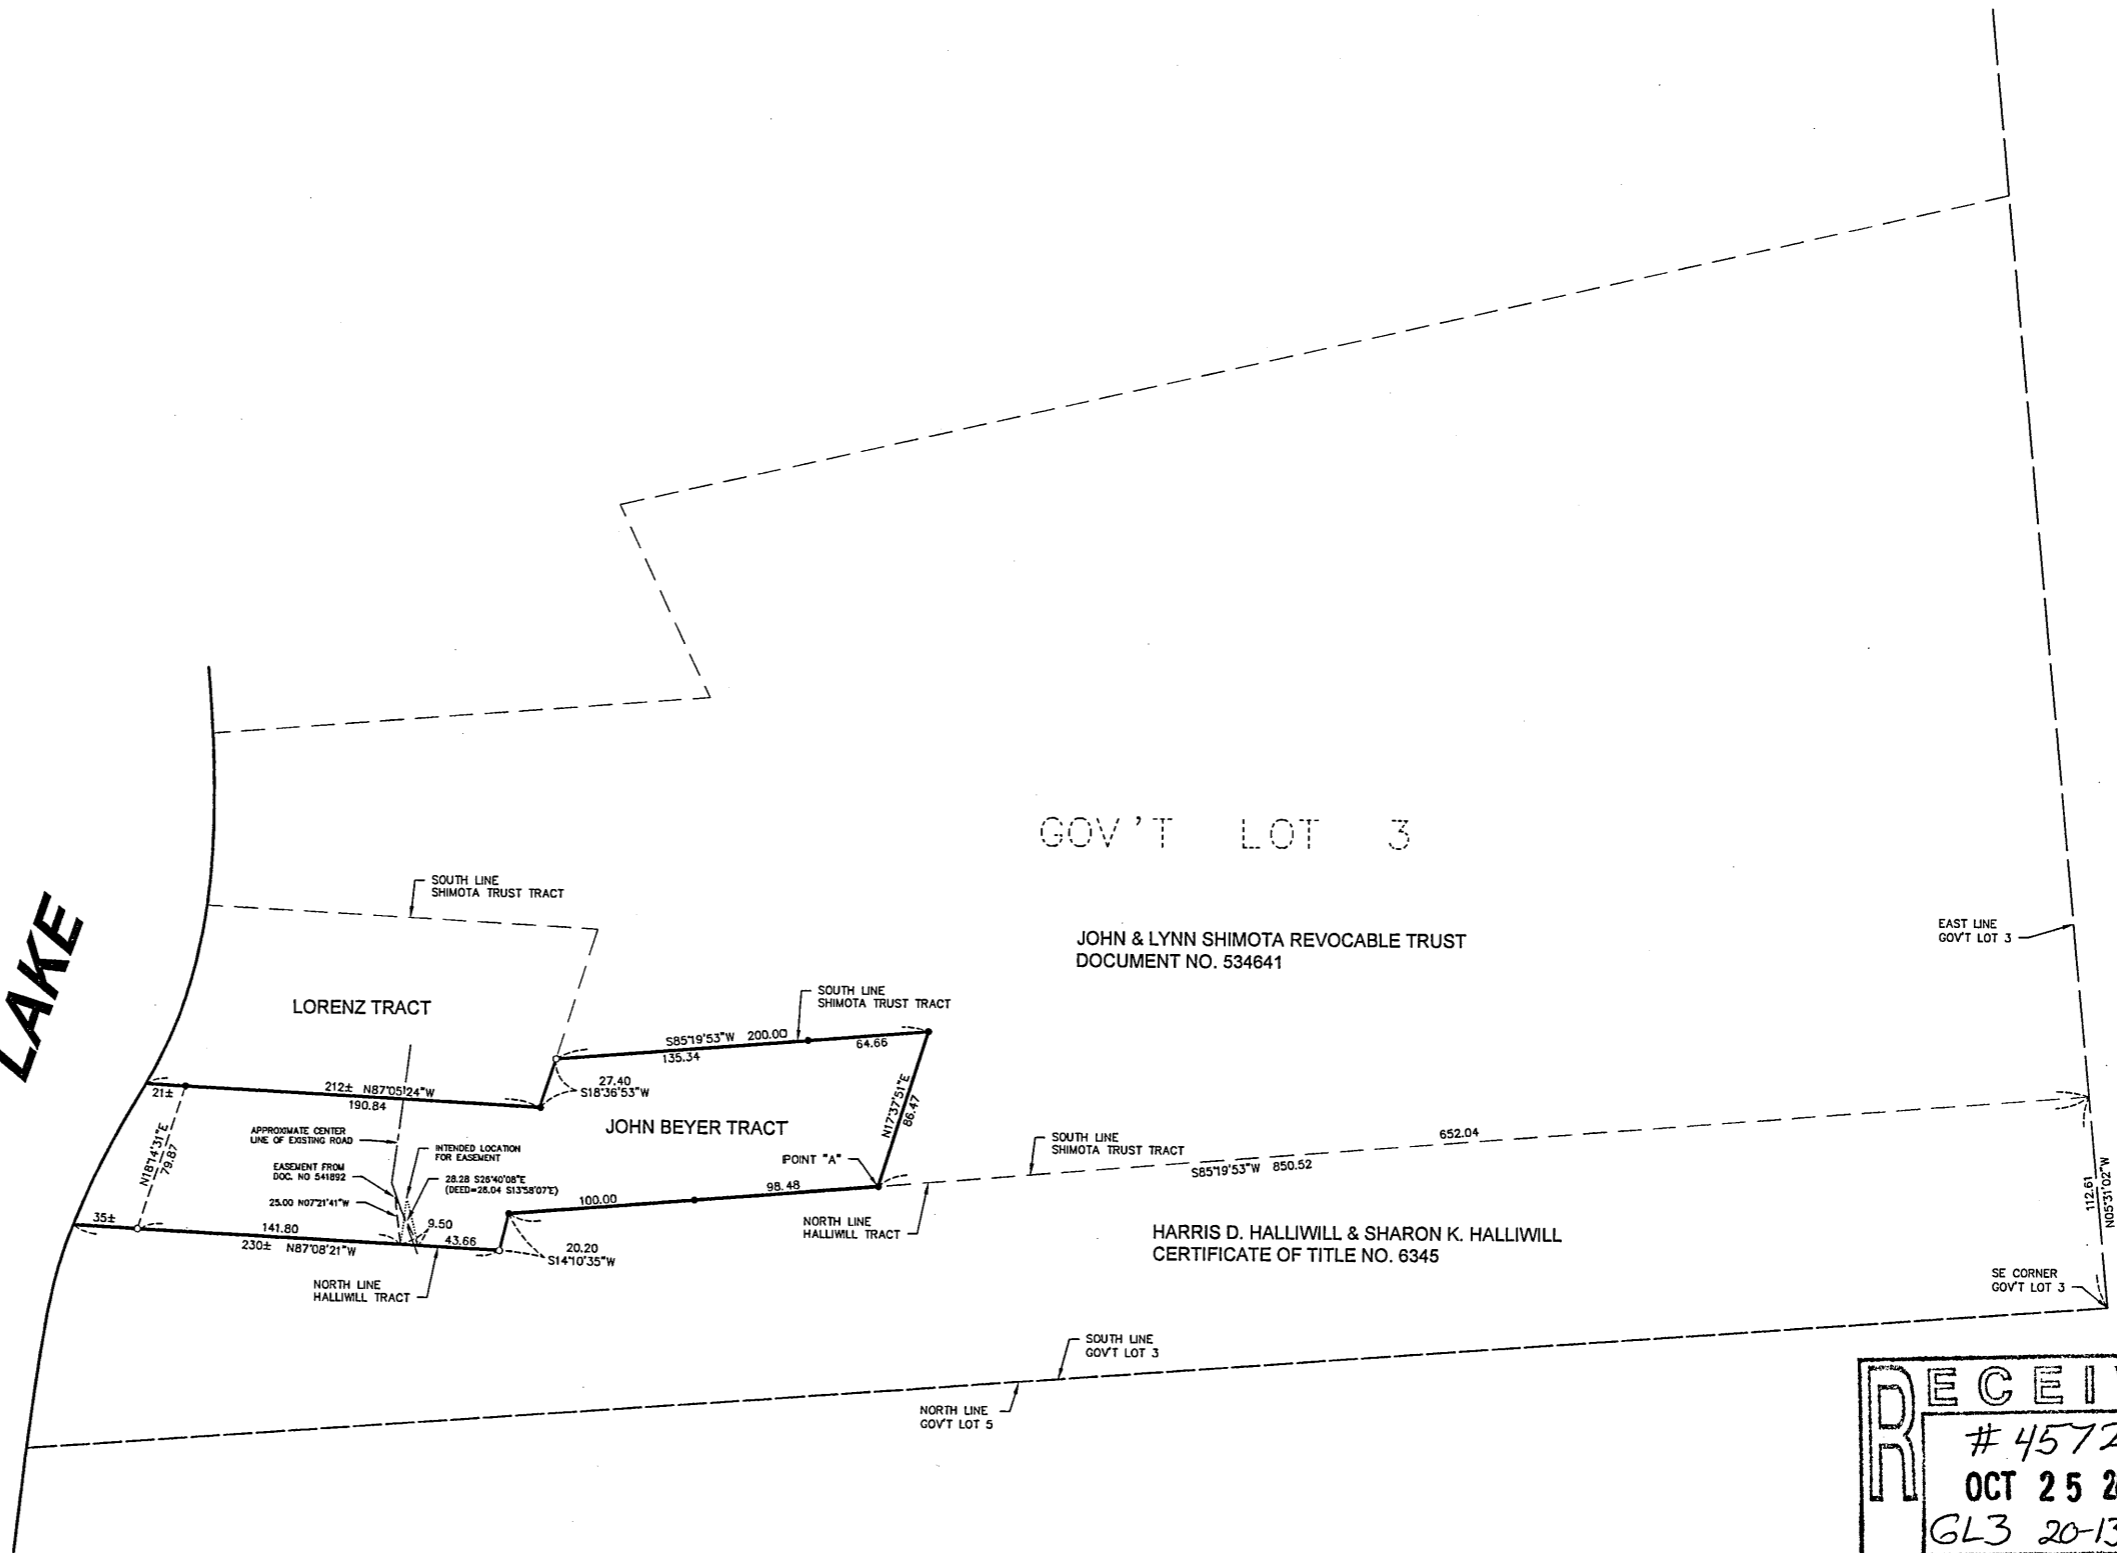 GOV'T LOT 3
SOUTH LINE
SHIMOTA TRUST TRACT
JOHN & LYNN SHIMOTA REVOCABLE TRUST
DOCUMENT NO. 534641
EAST LINE
GOV'T LOT 3
LAKE
LORENZ TRACT
SOUTH LINE
SHIMOTA TRUST TRACT
S85°19'53"W 200.00
135.34
64.66
27.40
S18°36'53"W
212± N87°05'24"W
190.84
21±
N18°14'31"E
79.87
JOHN BEYER TRACT
N17°37'51"E
86.47
APPROXIMATE CENTER
LINE OF EXISTING ROAD
INTENDED LOCATION
FOR EASEMENT
EASEMENT FROM
DOC. NO 541892
28.28 S26°40'08"E
(DEED=28.04 S13°58'07"E)
25.00 N07°21'41"W
POINT "A"
SOUTH LINE
SHIMOTA TRUST TRACT
652.04
S85°19'53"W 850.52
112.61
N05°31'02"W
100.00
98.48
35±
141.80
9.50
43.66
230± N87°08'21"W
20.20
S14°10'35"W
NORTH LINE
HALLIWILL TRACT
NORTH LINE
HALLIWILL TRACT
HARRIS D. HALLIWILL & SHARON K. HALLIWILL
CERTIFICATE OF TITLE NO. 6345
SE CORNER
GOV'T LOT 3
SOUTH LINE
GOV'T LOT 3
NORTH LINE
GOV'T LOT 5
RECEI
# 4572
OCT 25 2
GL3 20-13